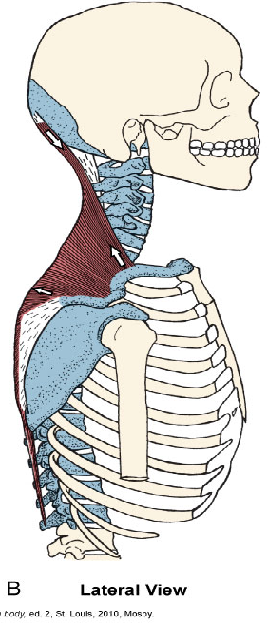 B Lateral View
body, ed. 2, St. Louis, 2010, Mosby.